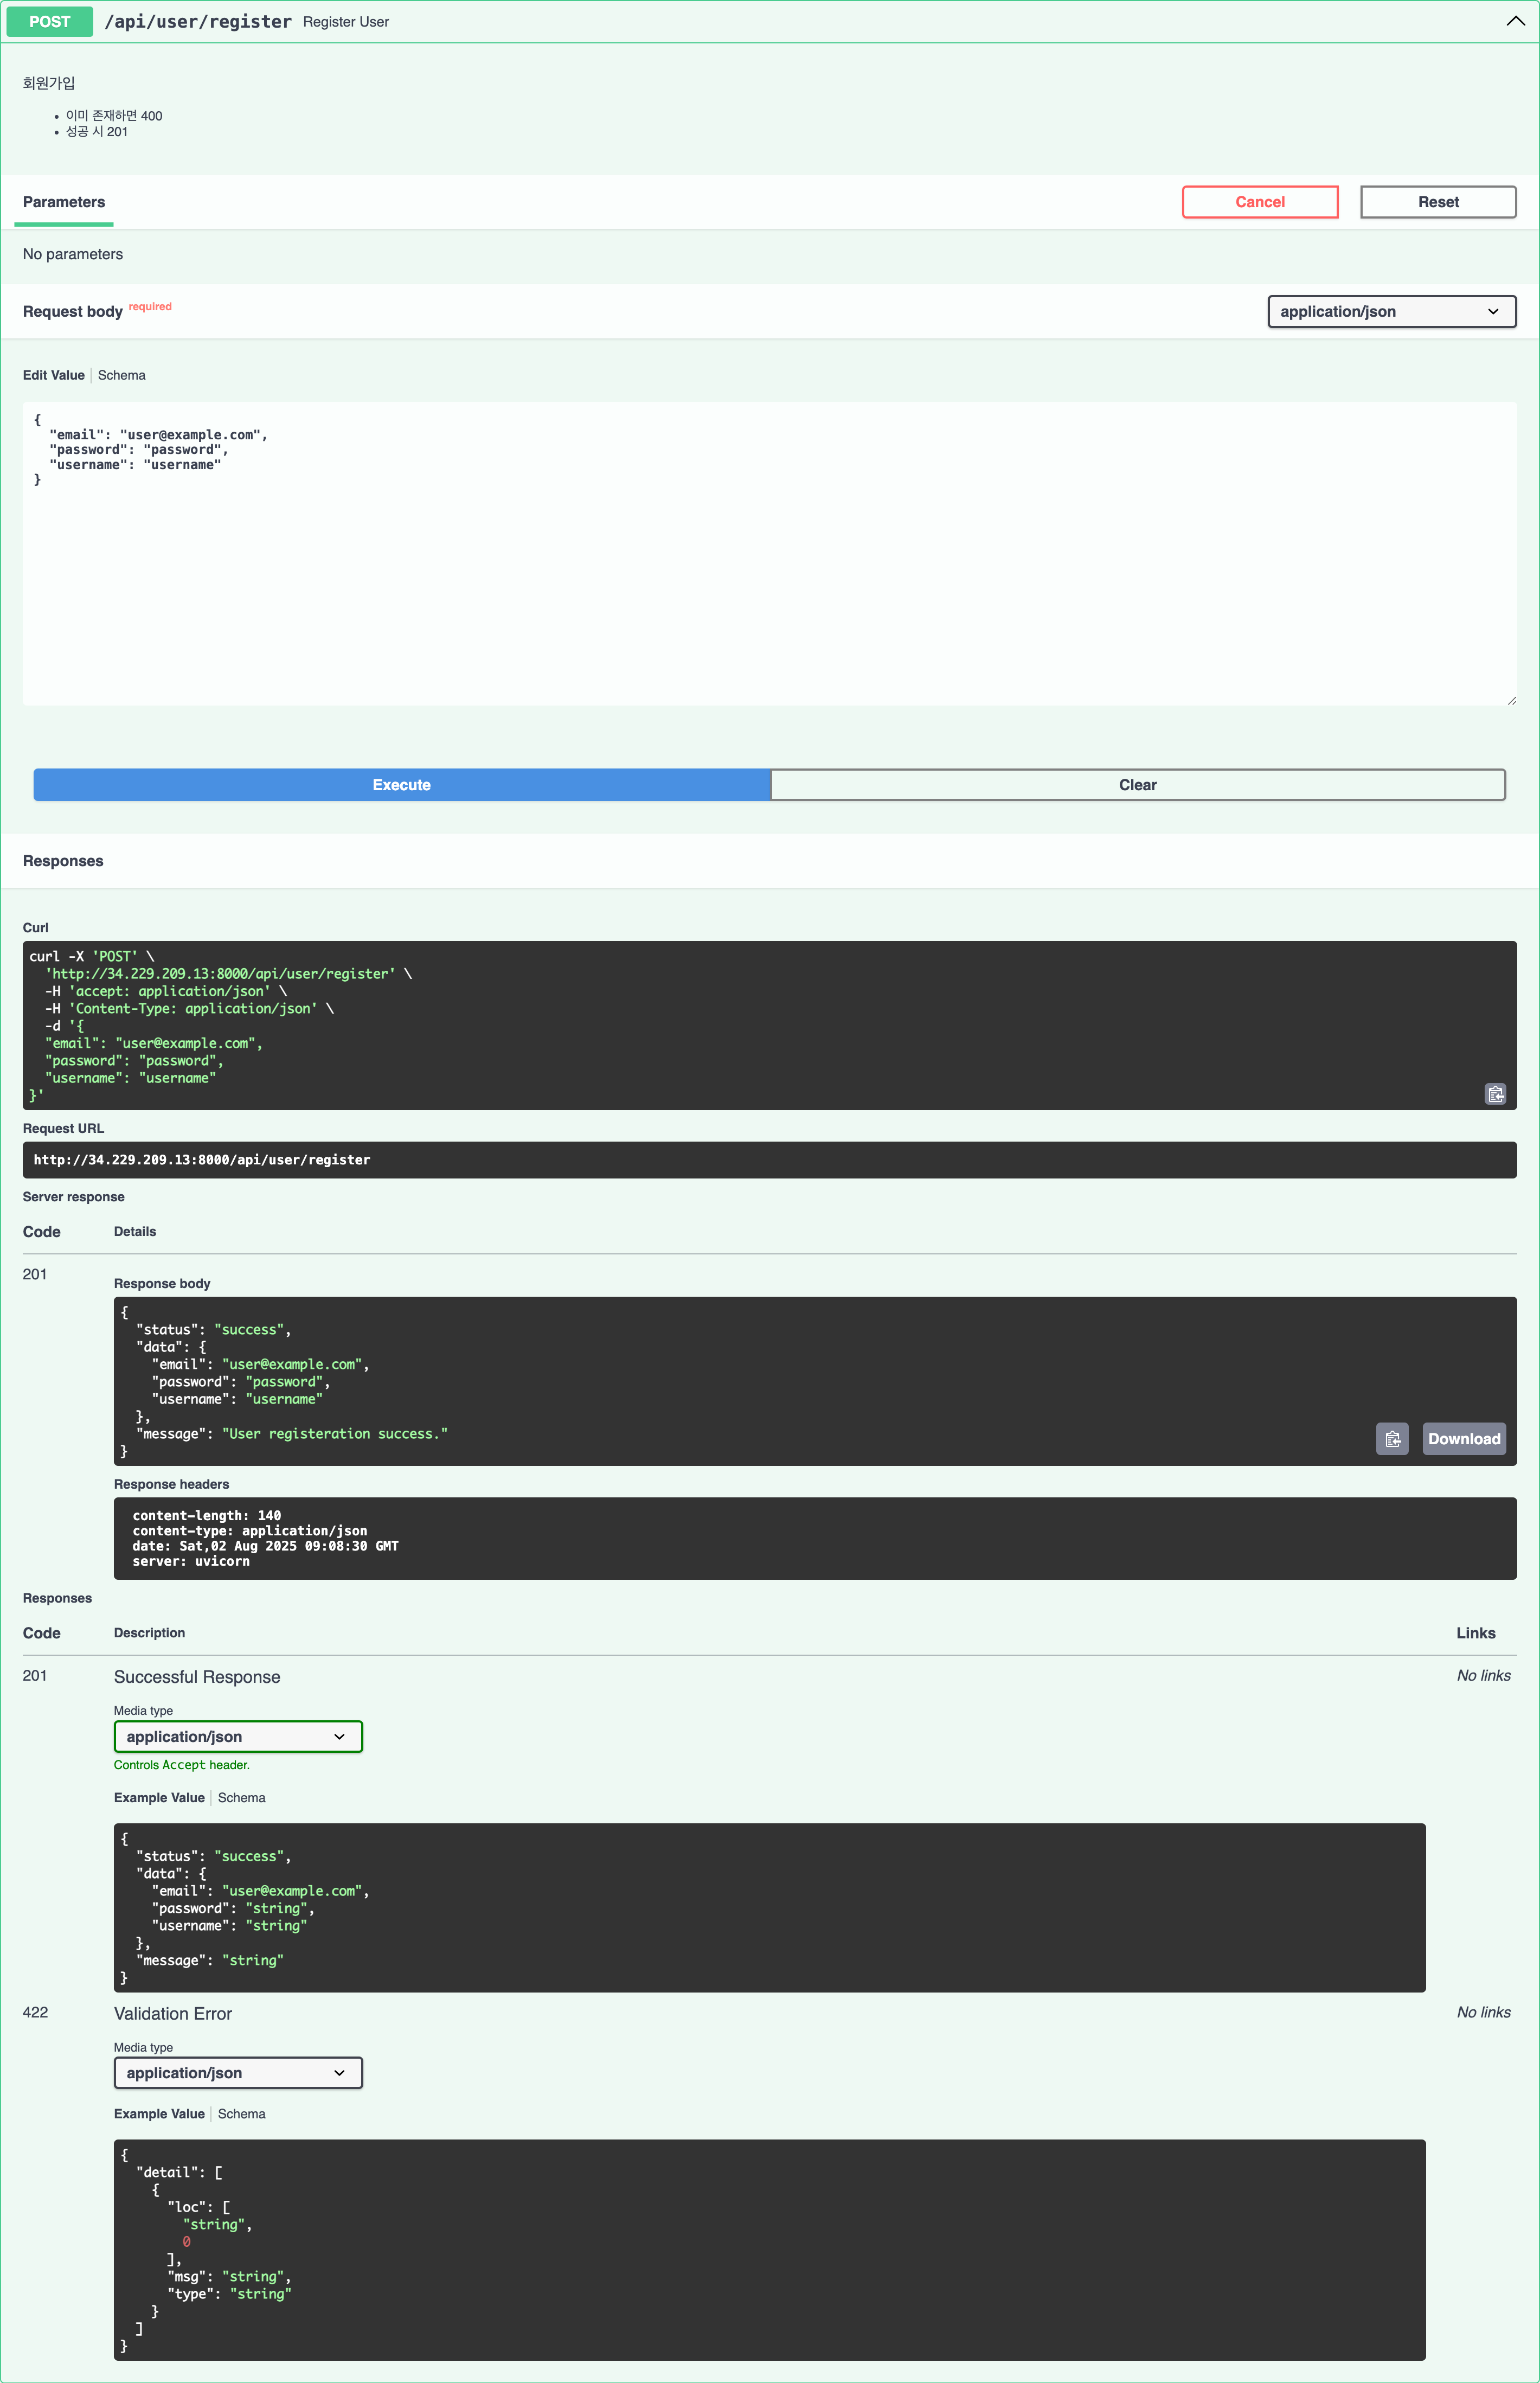 POST /api/user/register Register User
회원가입
• 이미 존재하면 400
• 성공 시 201
Parameters Cancel Reset
No parameters
Request body required application/json
Edit Value Schema
{
  "email": "user@example.com",
  "password": "password",
  "username": "username"
}
Execute Clear
Responses
Curl
curl -X 'POST' \
  'http://34.229.209.13:8000/api/user/register' \
  -H 'accept: application/json' \
  -H 'Content-Type: application/json' \
  -d '{
  "email": "user@example.com",
  "password": "password",
  "username": "username"
}'
Request URL
http://34.229.209.13:8000/api/user/register
Server response
Code Details
201
Response body
{
  "status": "success",
  "data": {
    "email": "user@example.com",
    "password": "password",
    "username": "username"
  },
  "message": "User registeration success."
}
Download
Response headers
content-length: 140
content-type: application/json
date: Sat,02 Aug 2025 09:08:30 GMT
server: uvicorn
Responses
Code Description Links
201 Successful Response No links
Media type
application/json
Controls Accept header.
Example Value Schema
{
  "status": "success",
  "data": {
    "email": "user@example.com",
    "password": "string",
    "username": "string"
  },
  "message": "string"
}
422 Validation Error No links
Media type
application/json
Example Value Schema
{
  "detail": [
    {
      "loc": [
        "string",
        0
      ],
      "msg": "string",
      "type": "string"
    }
  ]
}